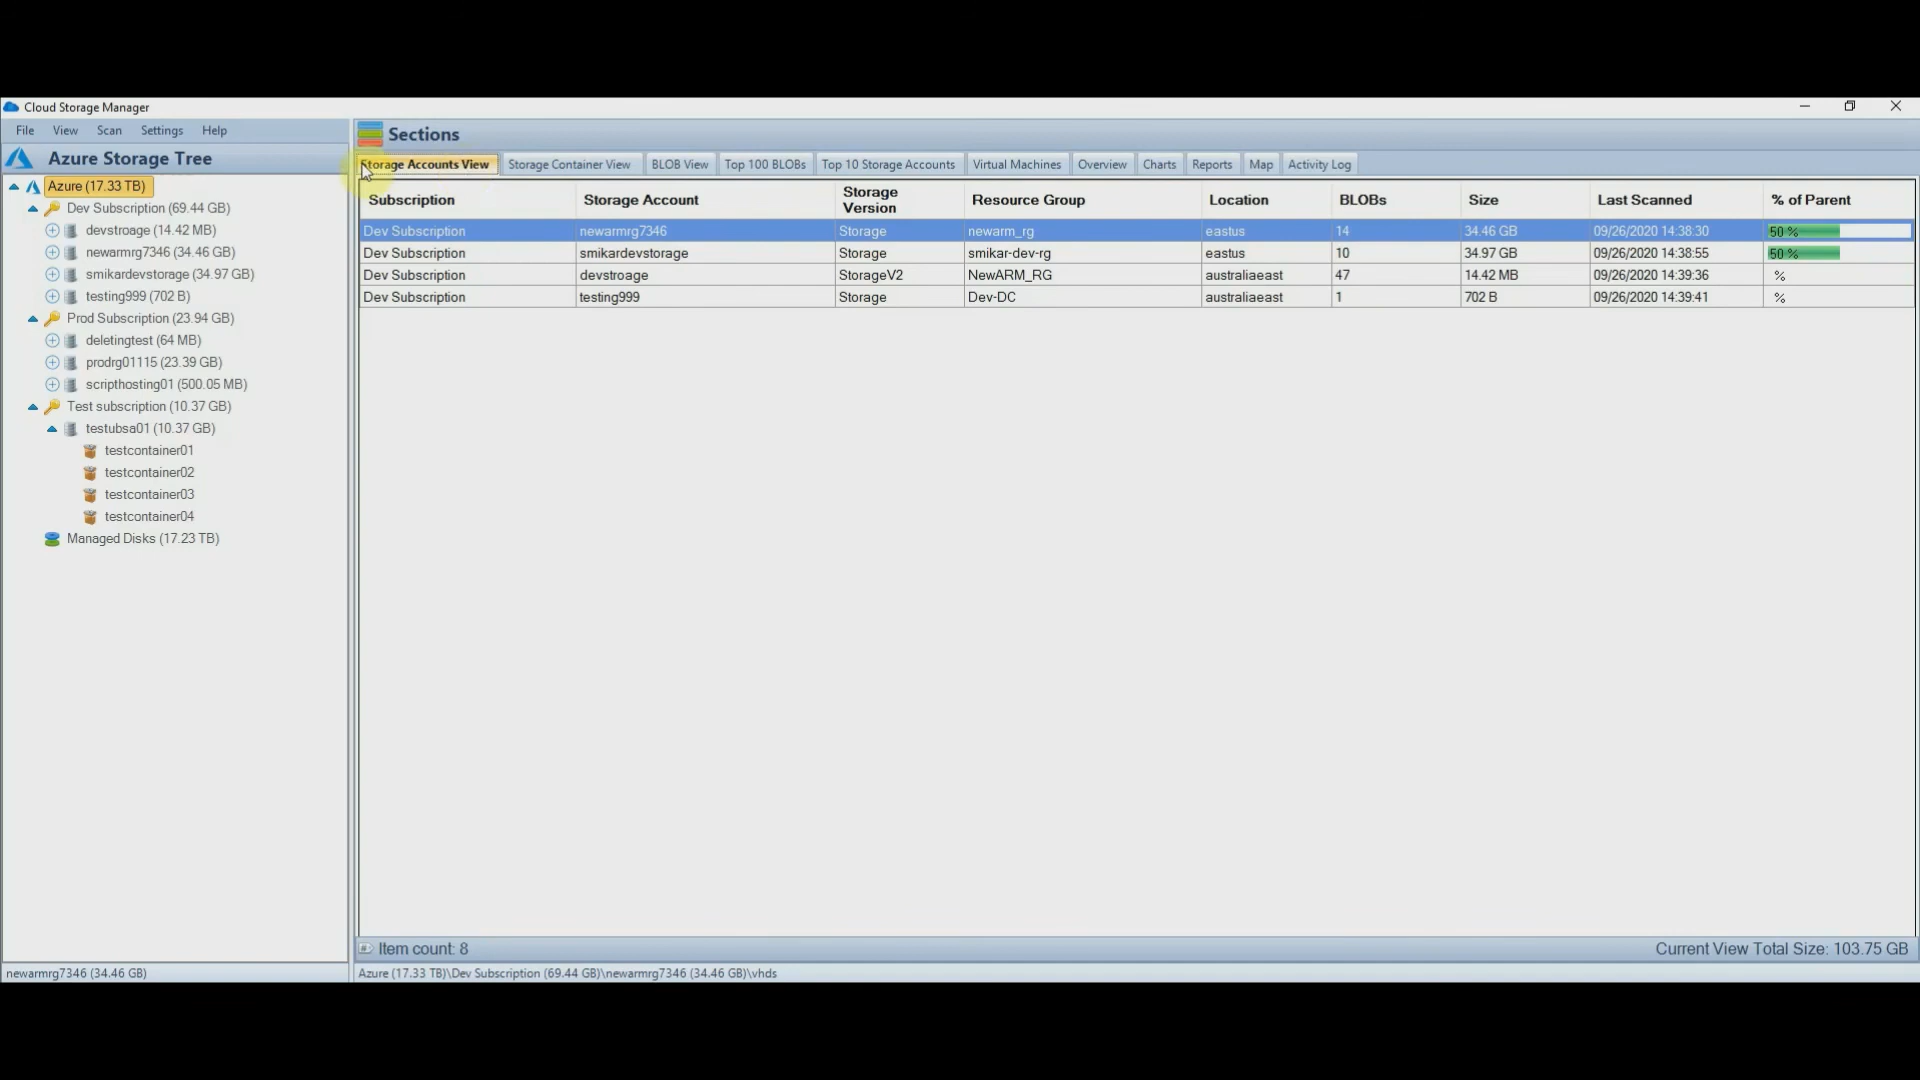 Cloud Storage Manager
File View Scan Settings Help
Azure Storage Tree
Azure (17.33 TB)
Dev Subscription (69.44 GB)
devstroage (14.42 MB)
newarmrg7346 (34.46 GB)
smikardevstorage (34.97 GB)
testing999 (702 B)
Prod Subscription (23.94 GB)
deletingtest (64 MB)
prodrg01115 (23.39 GB)
scripthosting01 (500.05 MB)
Test subscription (10.37 GB)
testubsa01 (10.37 GB)
testcontainer01
testcontainer02
testcontainer03
testcontainer04
Managed Disks (17.23 TB)
newarmrg7346 (34.46 GB)
Sections
Storage Accounts View Storage Container View BLOB View Top 100 BLOBs Top 10 Storage Accounts Virtual Machines Overview Charts Reports Map Activity Log
Subscription Storage Account Storage Version Resource Group Location BLOBs Size Last Scanned % of Parent
Dev Subscription newarmrg7346 Storage newarm_rg eastus 14 34.46 GB 09/26/2020 14:38:30 50 %
Dev Subscription smikardevstorage Storage smikar-dev-rg eastus 10 34.97 GB 09/26/2020 14:38:55 50 %
Dev Subscription devstroage StorageV2 NewARM_RG australiaeast 47 14.42 MB 09/26/2020 14:39:36 %
Dev Subscription testing999 Storage Dev-DC australiaeast 1 702 B 09/26/2020 14:39:41 %
Item count: 8
Current View Total Size: 103.75 GB
Azure (17.33 TB)\Dev Subscription (69.44 GB)\newarmrg7346 (34.46 GB)\vhds